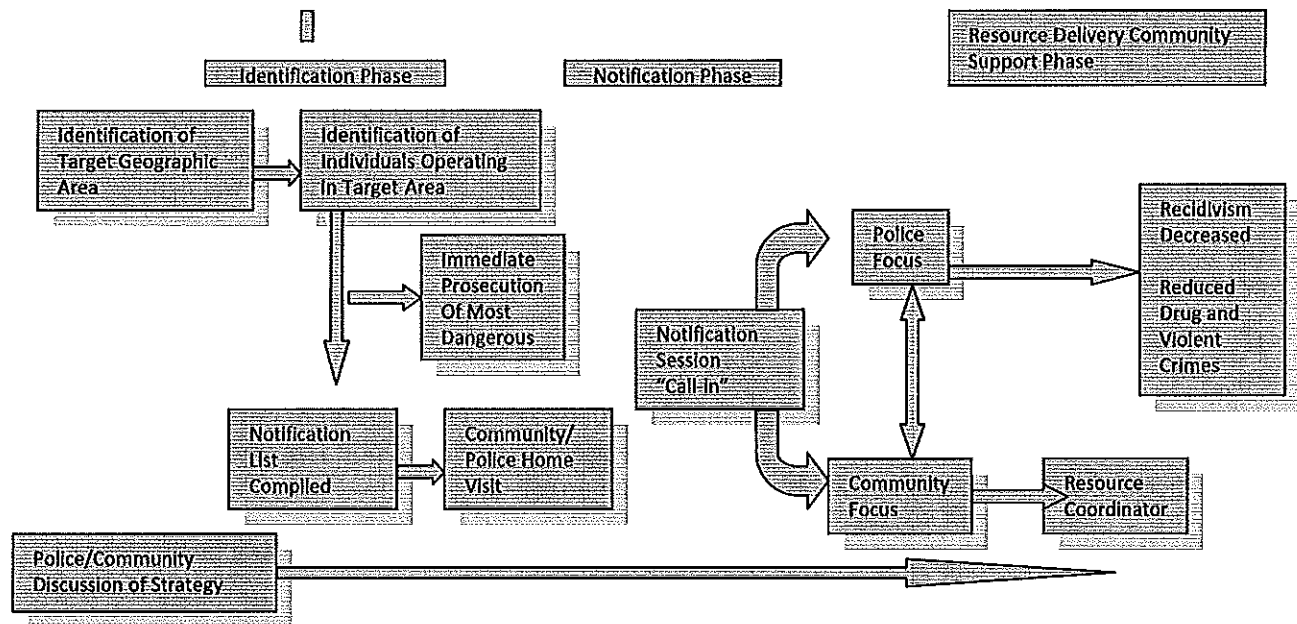 Resource Delivery Community
Support Phase
Identification Phase
Notification Phase
Identification of
Target Geographic
Area
Identification of
Individuals Operating
In Target Area
Immediate
Prosecution
Of Most
Dangerous
Notification
List
Compiled
Community/
Police Home
Visit
Notification
Session
"Call-in"
Police
Focus
Community
Focus
Resource
Coordinator
Recidivism
Decreased
Reduced
Drug and
Violent
Crimes
Police/Community
Discussion of Strategy